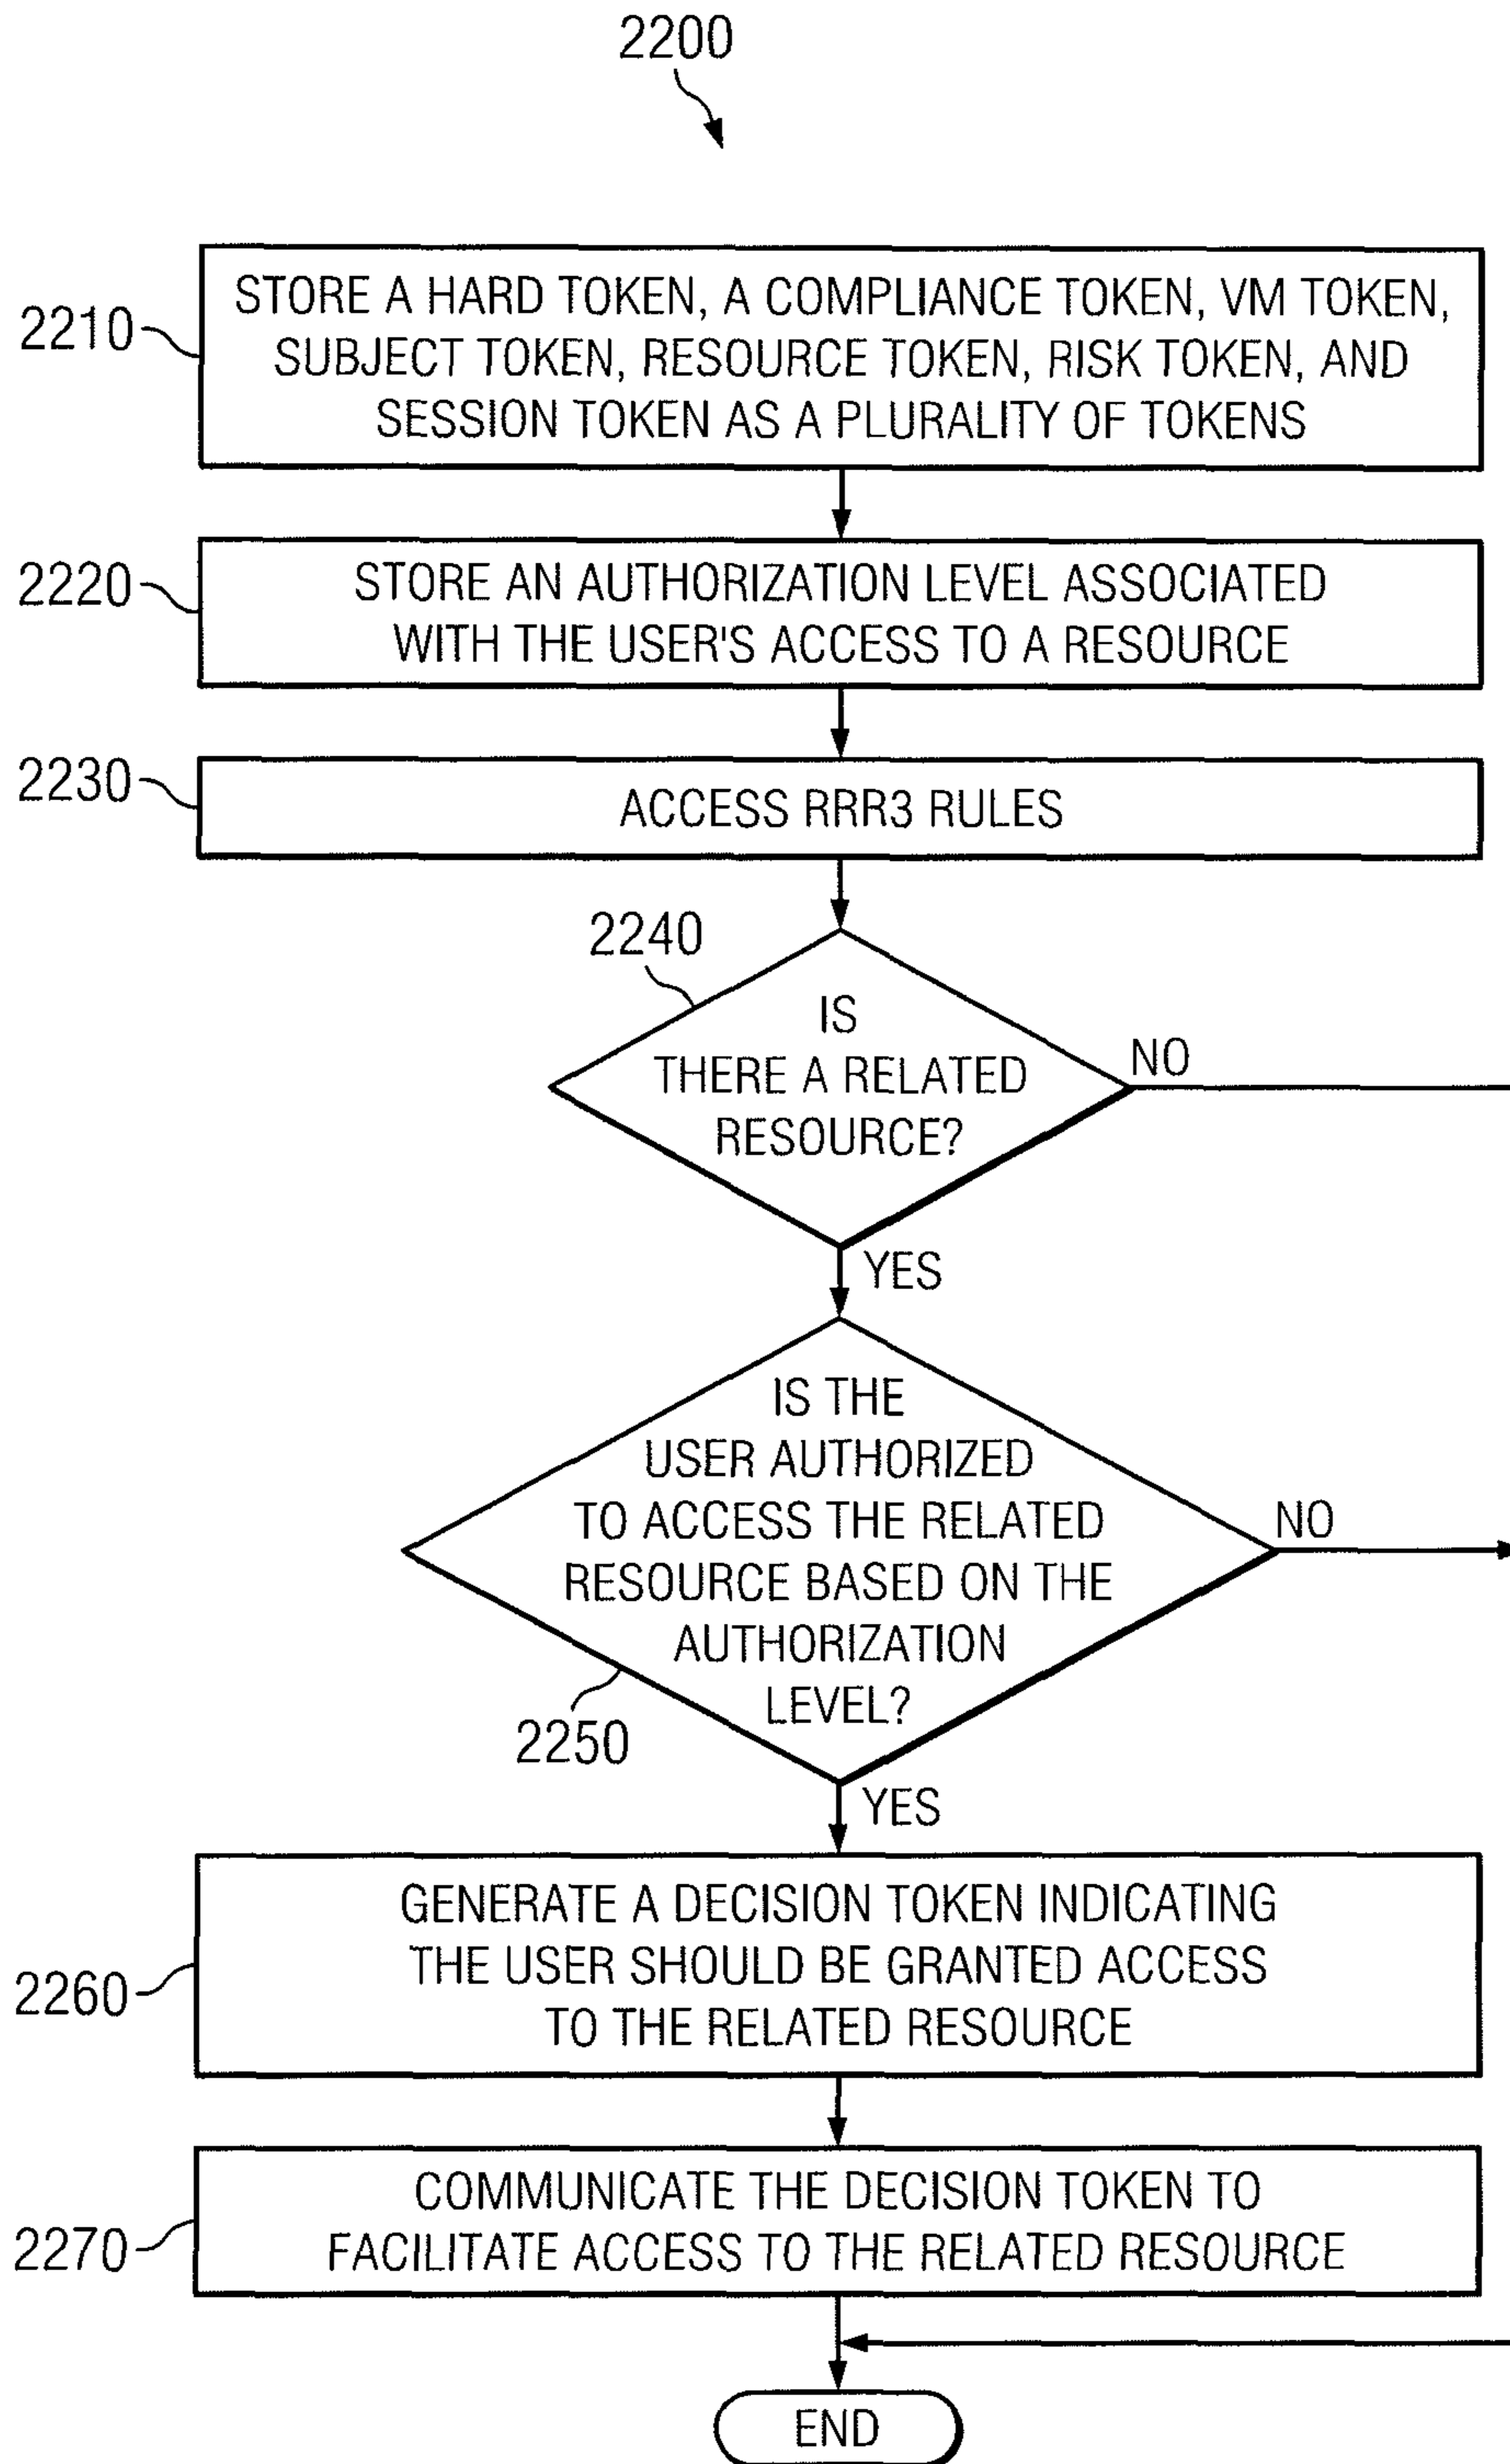 2200
2210
STORE A HARD TOKEN, A COMPLIANCE TOKEN, VM TOKEN,
SUBJECT TOKEN, RESOURCE TOKEN, RISK TOKEN, AND
SESSION TOKEN AS A PLURALITY OF TOKENS
2220
STORE AN AUTHORIZATION LEVEL ASSOCIATED
WITH THE USER'S ACCESS TO A RESOURCE
2230
ACCESS RRR3 RULES
2240
IS
THERE A RELATED
RESOURCE?
NO
YES
IS THE
USER AUTHORIZED
TO ACCESS THE RELATED
RESOURCE BASED ON THE
AUTHORIZATION
LEVEL?
NO
2250
YES
2260
GENERATE A DECISION TOKEN INDICATING
THE USER SHOULD BE GRANTED ACCESS
TO THE RELATED RESOURCE
2270
COMMUNICATE THE DECISION TOKEN TO
FACILITATE ACCESS TO THE RELATED RESOURCE
END